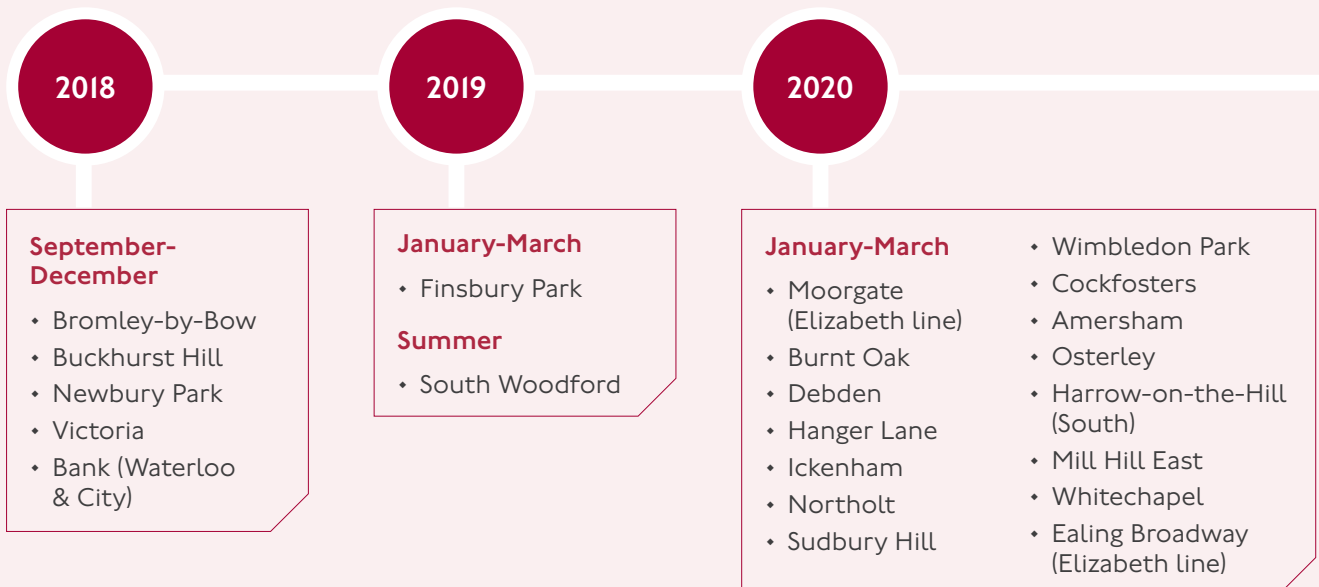 2018
September-
December
• Bromley-by-Bow
• Buckhurst Hill
• Newbury Park
• Victoria
• Bank (Waterloo
& City)
2019
January-March
• Finsbury Park
Summer
• South Woodford
2020
January-March
• Moorgate
(Elizabeth line)
• Burnt Oak
• Debden
• Hanger Lane
• Ickenham
• Northolt
• Sudbury Hill
• Wimbledon Park
• Cockfosters
• Amersham
• Osterley
• Harrow-on-the-Hill
(South)
• Mill Hill East
• Whitechapel
• Ealing Broadway
(Elizabeth line)